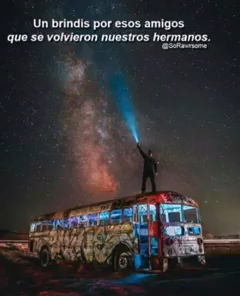 Un brindis por esos amigos
que se volvieron nuestros hermanos.
@SoRawrsome